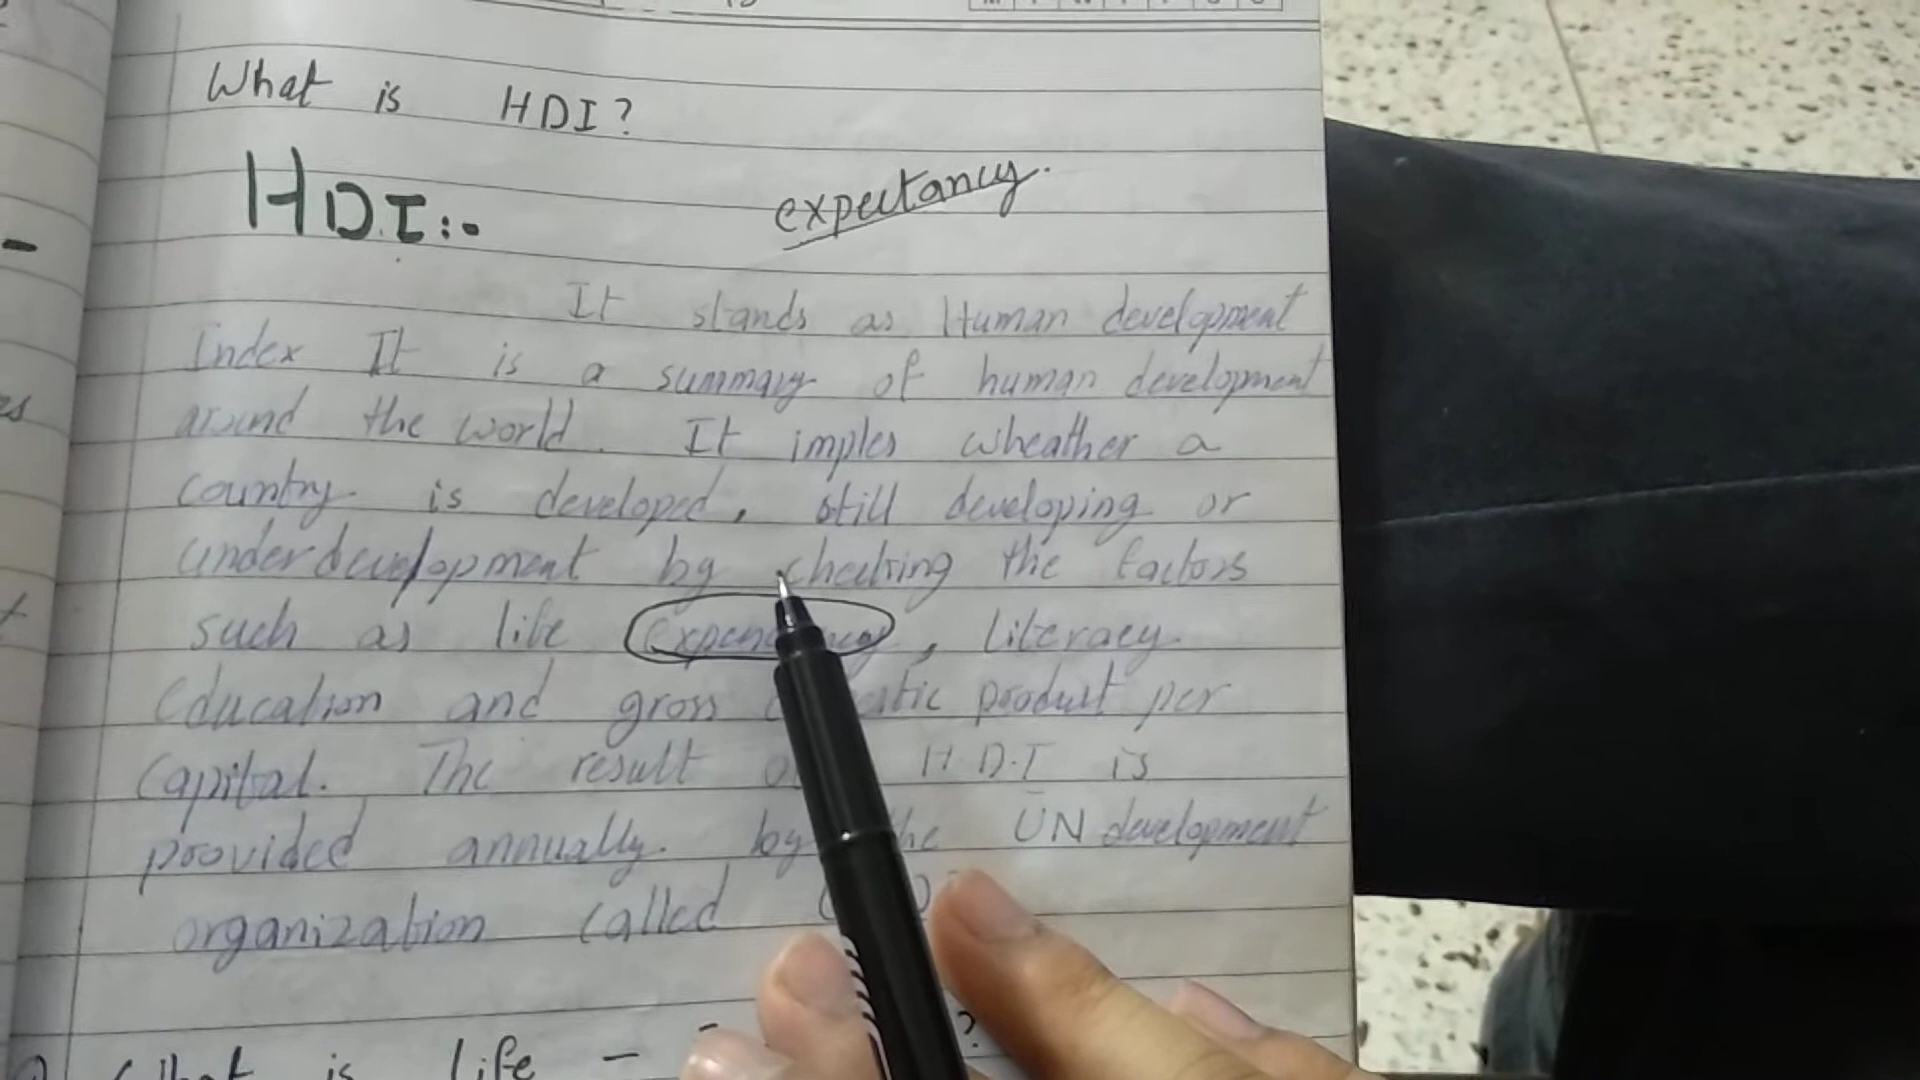 What is HDI?
HDI:-
expectancy.
It stands as Human development
Index It is a summary of human development
around the world. It imples wheather a
country is developed, still developing or
underdevelopment by checking the factors
such as life , literacy.
Education and gross product per
Capital. The result H.D.I is
provided annually. by the UN development
organization called
What is life - ?